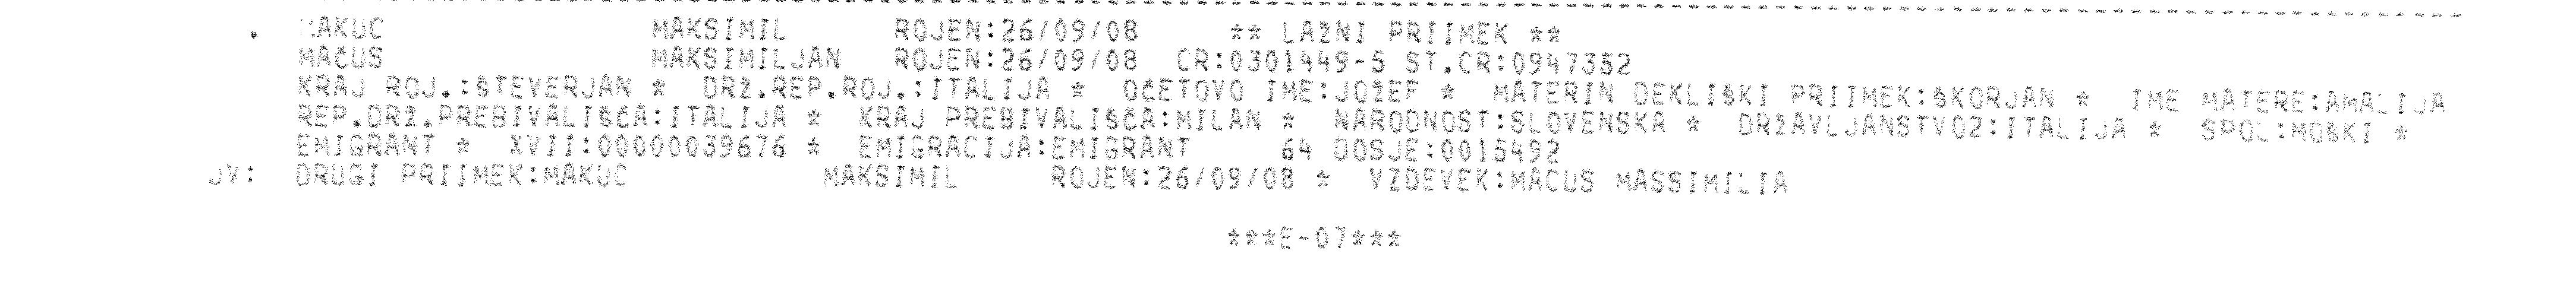 . MAKUC MAKSIMIL ROJEN:26/09/08 ** LAŽNI PRIIMEK **
MAČUS MAKSIMILJAN ROJEN:26/09/08 CR:0301449-5 ST.CR:0947352
KRAJ ROJ.:ŠTEVERJAN * DRŽ.REP.ROJ.:ITALIJA * OČETOVO IME:JOŽEF * MATERIN DEKLIŠKI PRIIMEK:ŠKORJAN * IME MATERE:AMALIJA
REP.DRŽ.PREBIVALIŠČA:ITALIJA * KRAJ PREBIVALIŠČA:MILAN * NARODNOST:SLOVENSKA * DRŽAVLJANSTVO2:ITALIJA * SPOL:MOŠKI *
EMIGRANT * XVII:00000039676 * EMIGRACIJA:EMIGRANT 64 DOSJE:0015492
JV: DRUGI PRIIMEK:MAKUC MAKSIMIL ROJEN:26/09/08 * VZDEVEK:MACUS MASSIMILIA
***E-07***